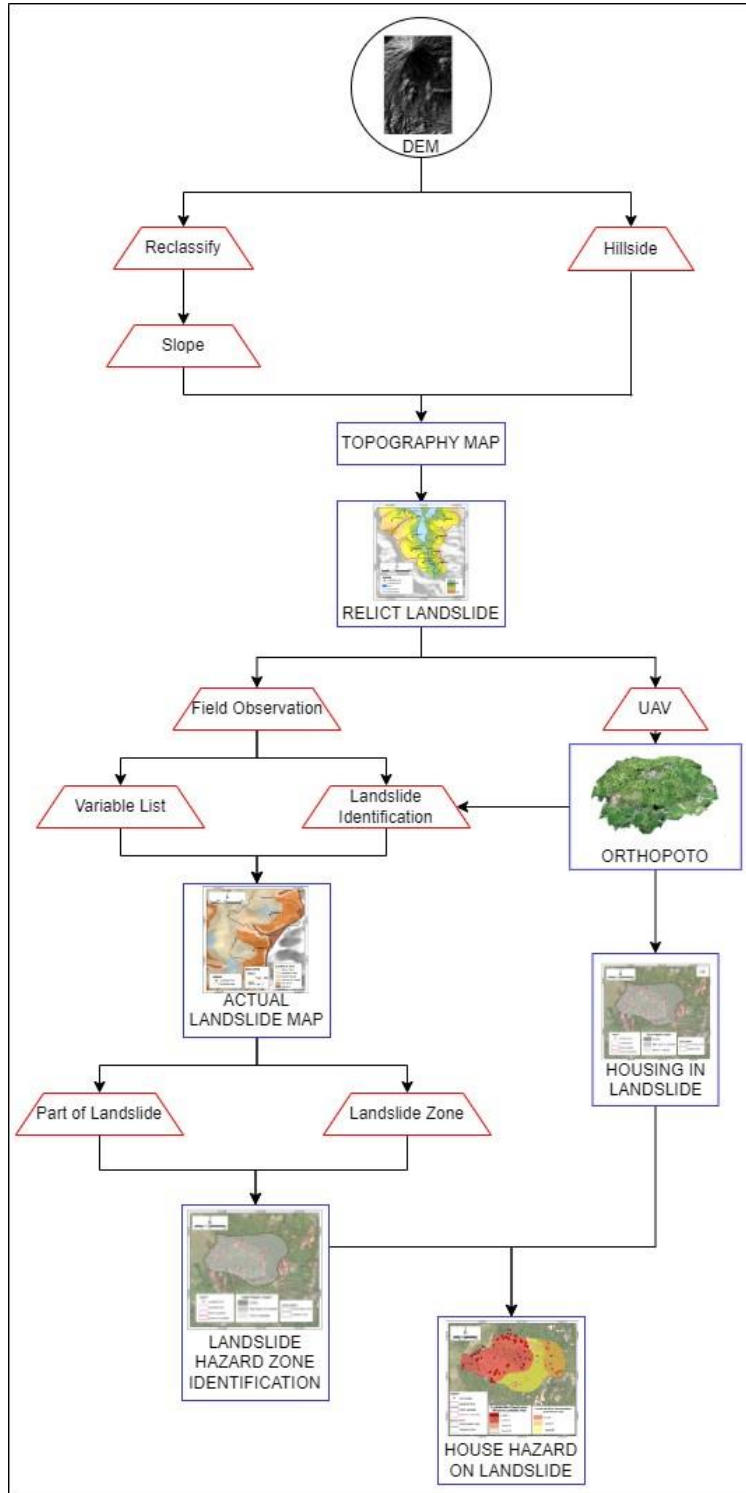 DEM
Reclassify
Hillside
Slope
TOPOGRAPHY MAP
RELICT LANDSLIDE
Field Observation
UAV
Variable List
Landslide
Identification
ORTHOPOTO
ACTUAL
LANDSLIDE MAP
HOUSING IN
LANDSLIDE
Part of Landslide
Landslide Zone
LANDSLIDE
HAZARD ZONE
IDENTIFICATION
HOUSE HAZARD
ON LANDSLIDE